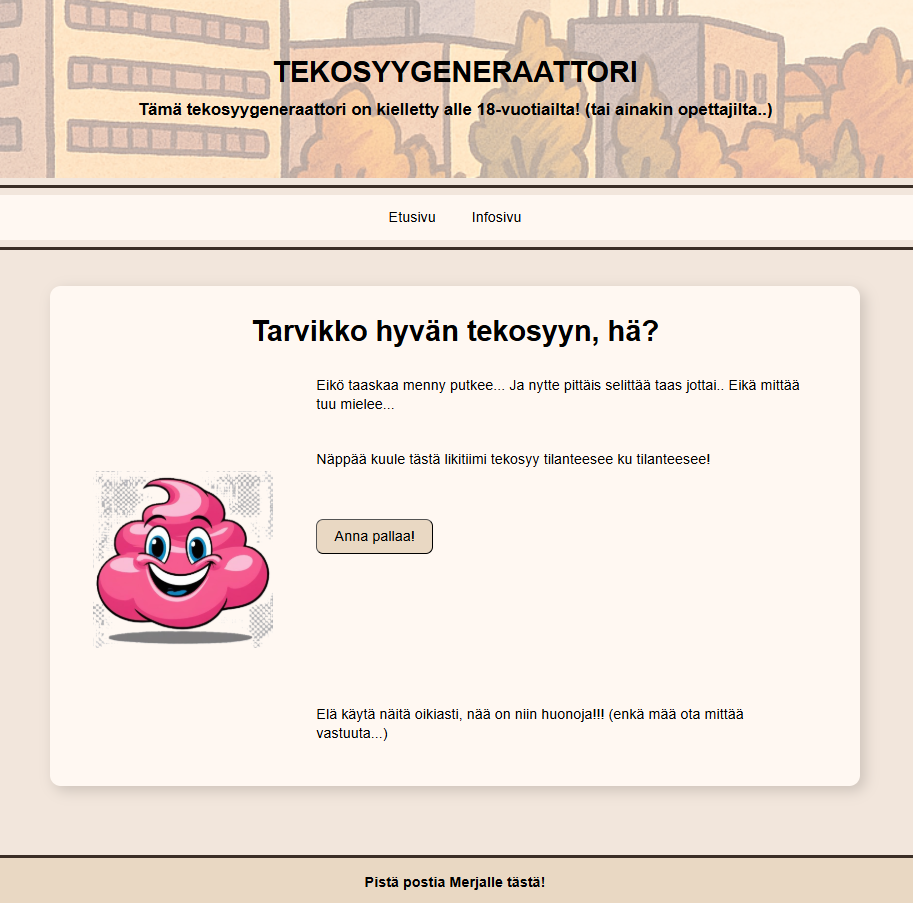 TEKOSYYGENERAATTORI
Tämä tekosyygeneraattori on kielletty alle 18-vuotiailta! (tai ainakin opettajilta..)
Etusivu Infosivu
Tarvikko hyvän tekosyyn, hä?
Eikö taaskaa menny putkee... Ja nytte pittäis selittää taas jottai.. Eikä mittää
tuu mielee...
Näppää kuule tästä likitiimi tekosyy tilanteesee ku tilanteesee!
Anna pallaa!
Elä käytä näitä oikiasti, nää on niin huonoja!!! (enkä mää ota mittää
vastuuta...)
Pistä postia Merjalle tästä!